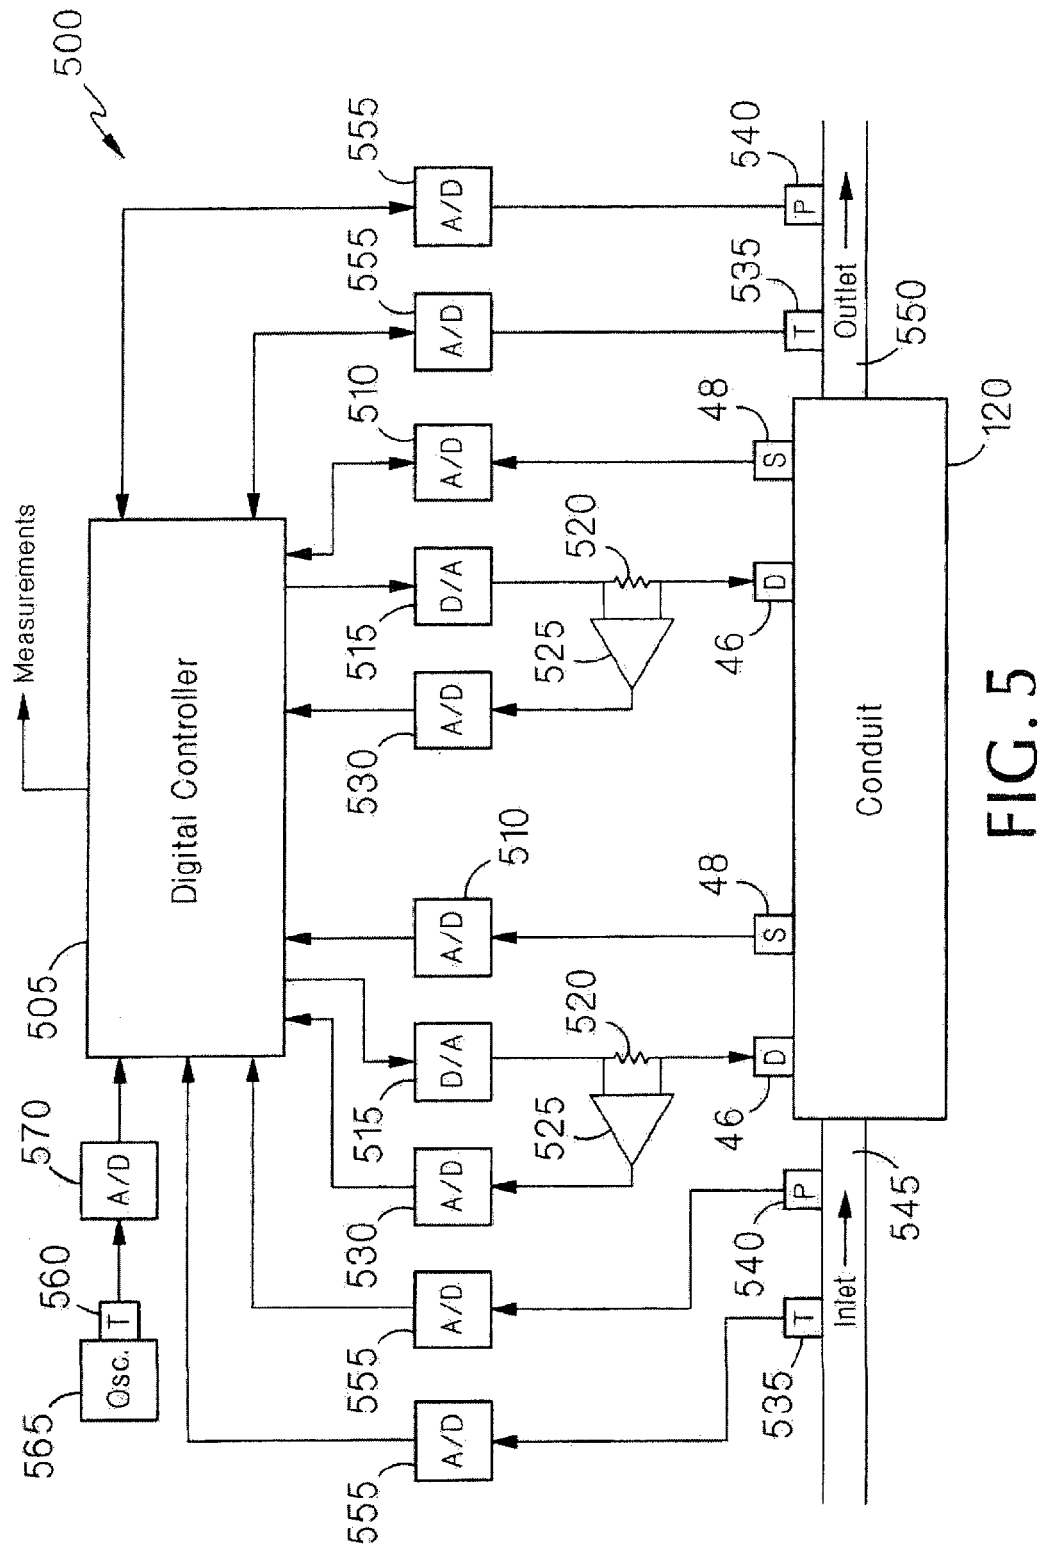 500
Measurements
505
Digital Controller
565
Osc.
560
T
570
A/D
555
A/D
555
A/D
530
A/D
515
D/A
510
A/D
530
A/D
515
D/A
510
A/D
555
A/D
555
A/D
525
520
525
520
535
T
540
P
46
D
48
S
46
D
48
S
535
T
540
P
Inlet
545
Conduit
120
Outlet
550
FIG. 5